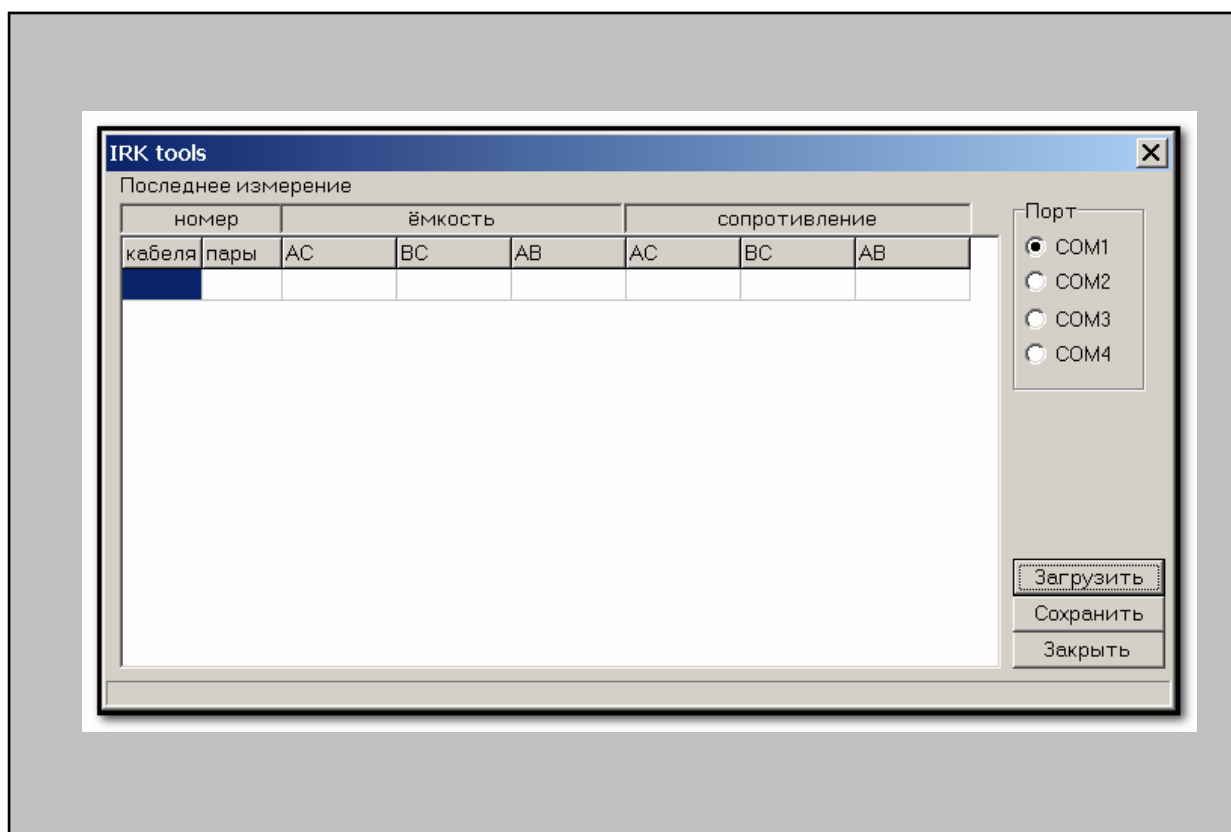 IRK tools
Последнее измерение
номер ёмкость сопротивление
кабеля пары AC BC AB AC BC AB
Порт
COM1
COM2
COM3
COM4
Загрузить
Сохранить
Закрыть